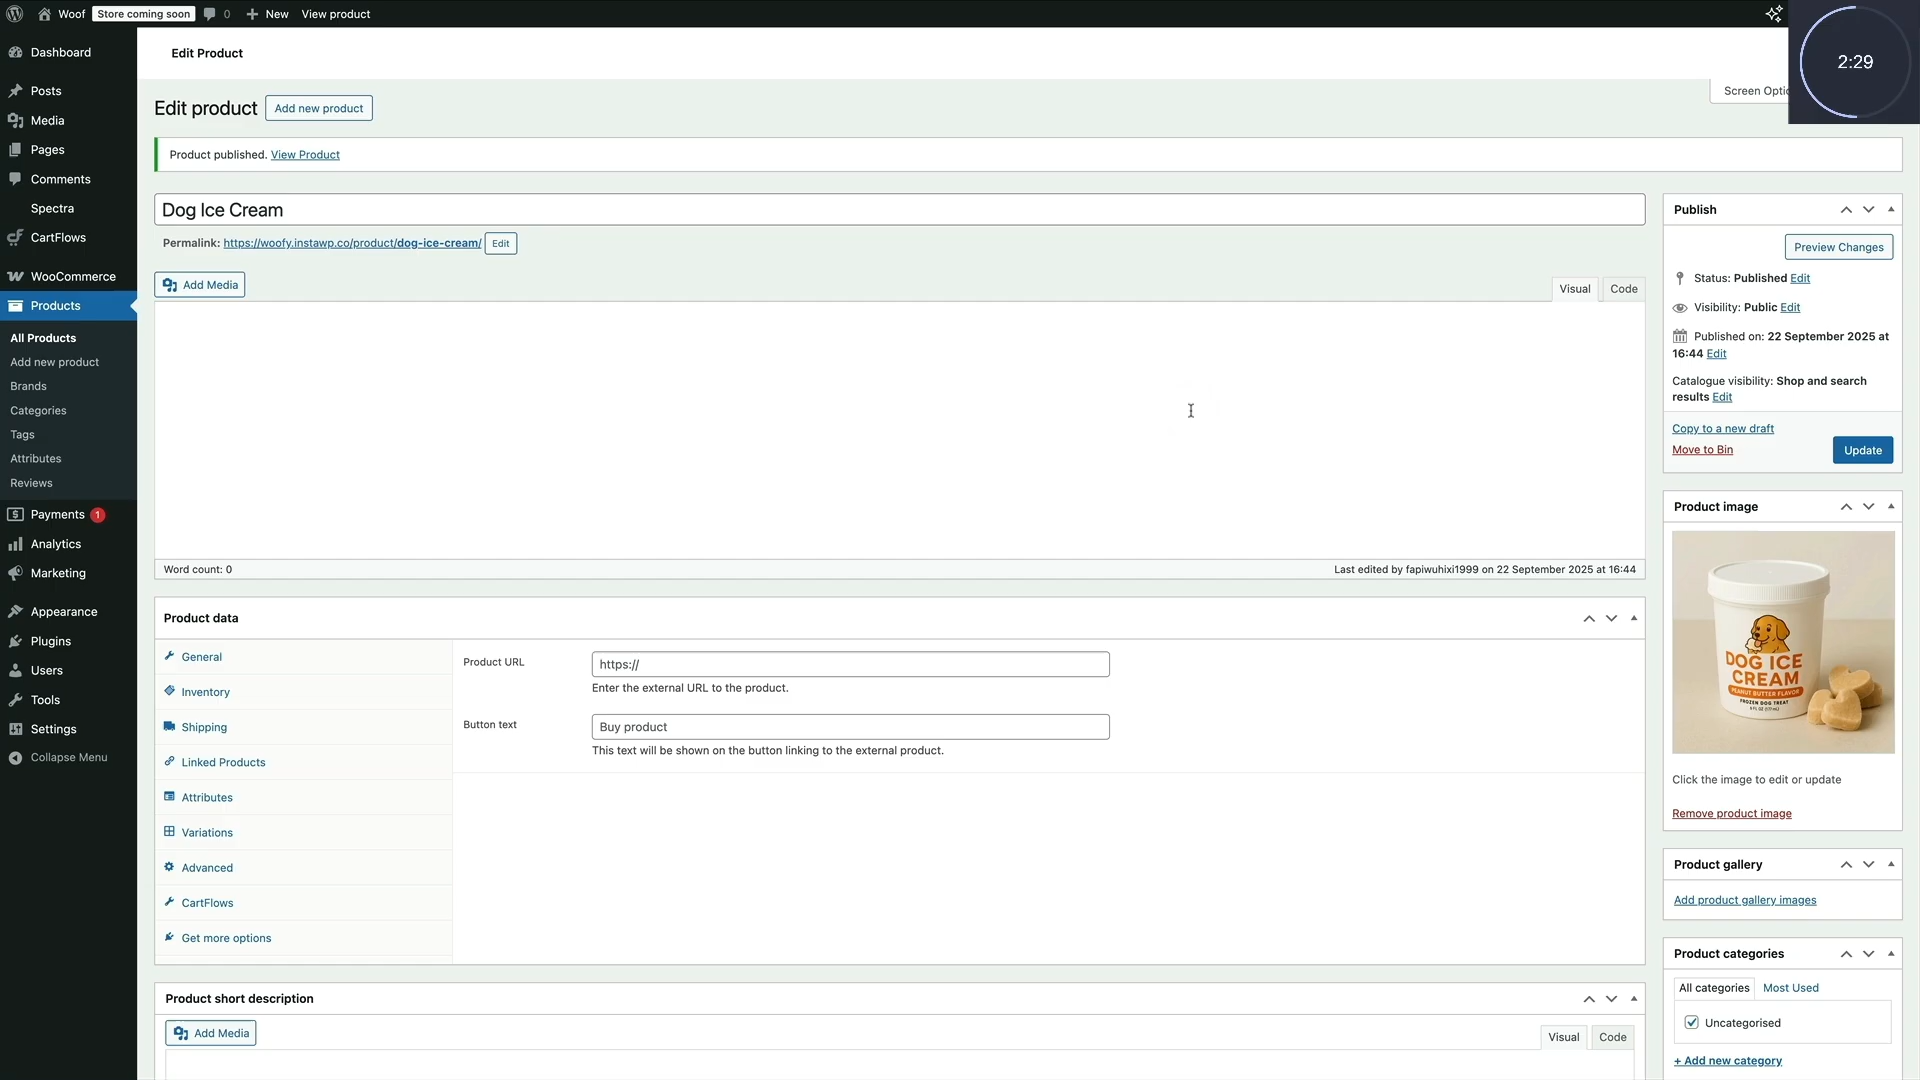 Woof
Store coming soon
0
New
View product
2:29
Dashboard
Posts
Media
Pages
Comments
Spectra
CartFlows
WooCommerce
Products
All Products
Add new product
Brands
Categories
Tags
Attributes
Reviews
Payments 1
Analytics
Marketing
Appearance
Plugins
Users
Tools
Settings
Collapse Menu
Edit Product
Screen Optio
Edit product
Add new product
Product published. View Product
Dog Ice Cream
Permalink: https://woofy.instawp.co/product/dog-ice-cream/ Edit
Add Media
Visual
Code
Word count: 0
Last edited by fapiwuhixi1999 on 22 September 2025 at 16:44
Product data
General
Inventory
Shipping
Linked Products
Attributes
Variations
Advanced
CartFlows
Get more options
Product URL
https://
Enter the external URL to the product.
Button text
Buy product
This text will be shown on the button linking to the external product.
Product short description
Add Media
Visual
Code
Publish
Preview Changes
Status: Published Edit
Visibility: Public Edit
Published on: 22 September 2025 at
16:44 Edit
Catalogue visibility: Shop and search
results Edit
Copy to a new draft
Move to Bin
Update
Product image
DOG ICE
CREAM
PEANUT BUTTER FLAVOR
FROZEN DOG TREAT
Click the image to edit or update
Remove product image
Product gallery
Add product gallery images
Product categories
All categories
Most Used
Uncategorised
+ Add new category